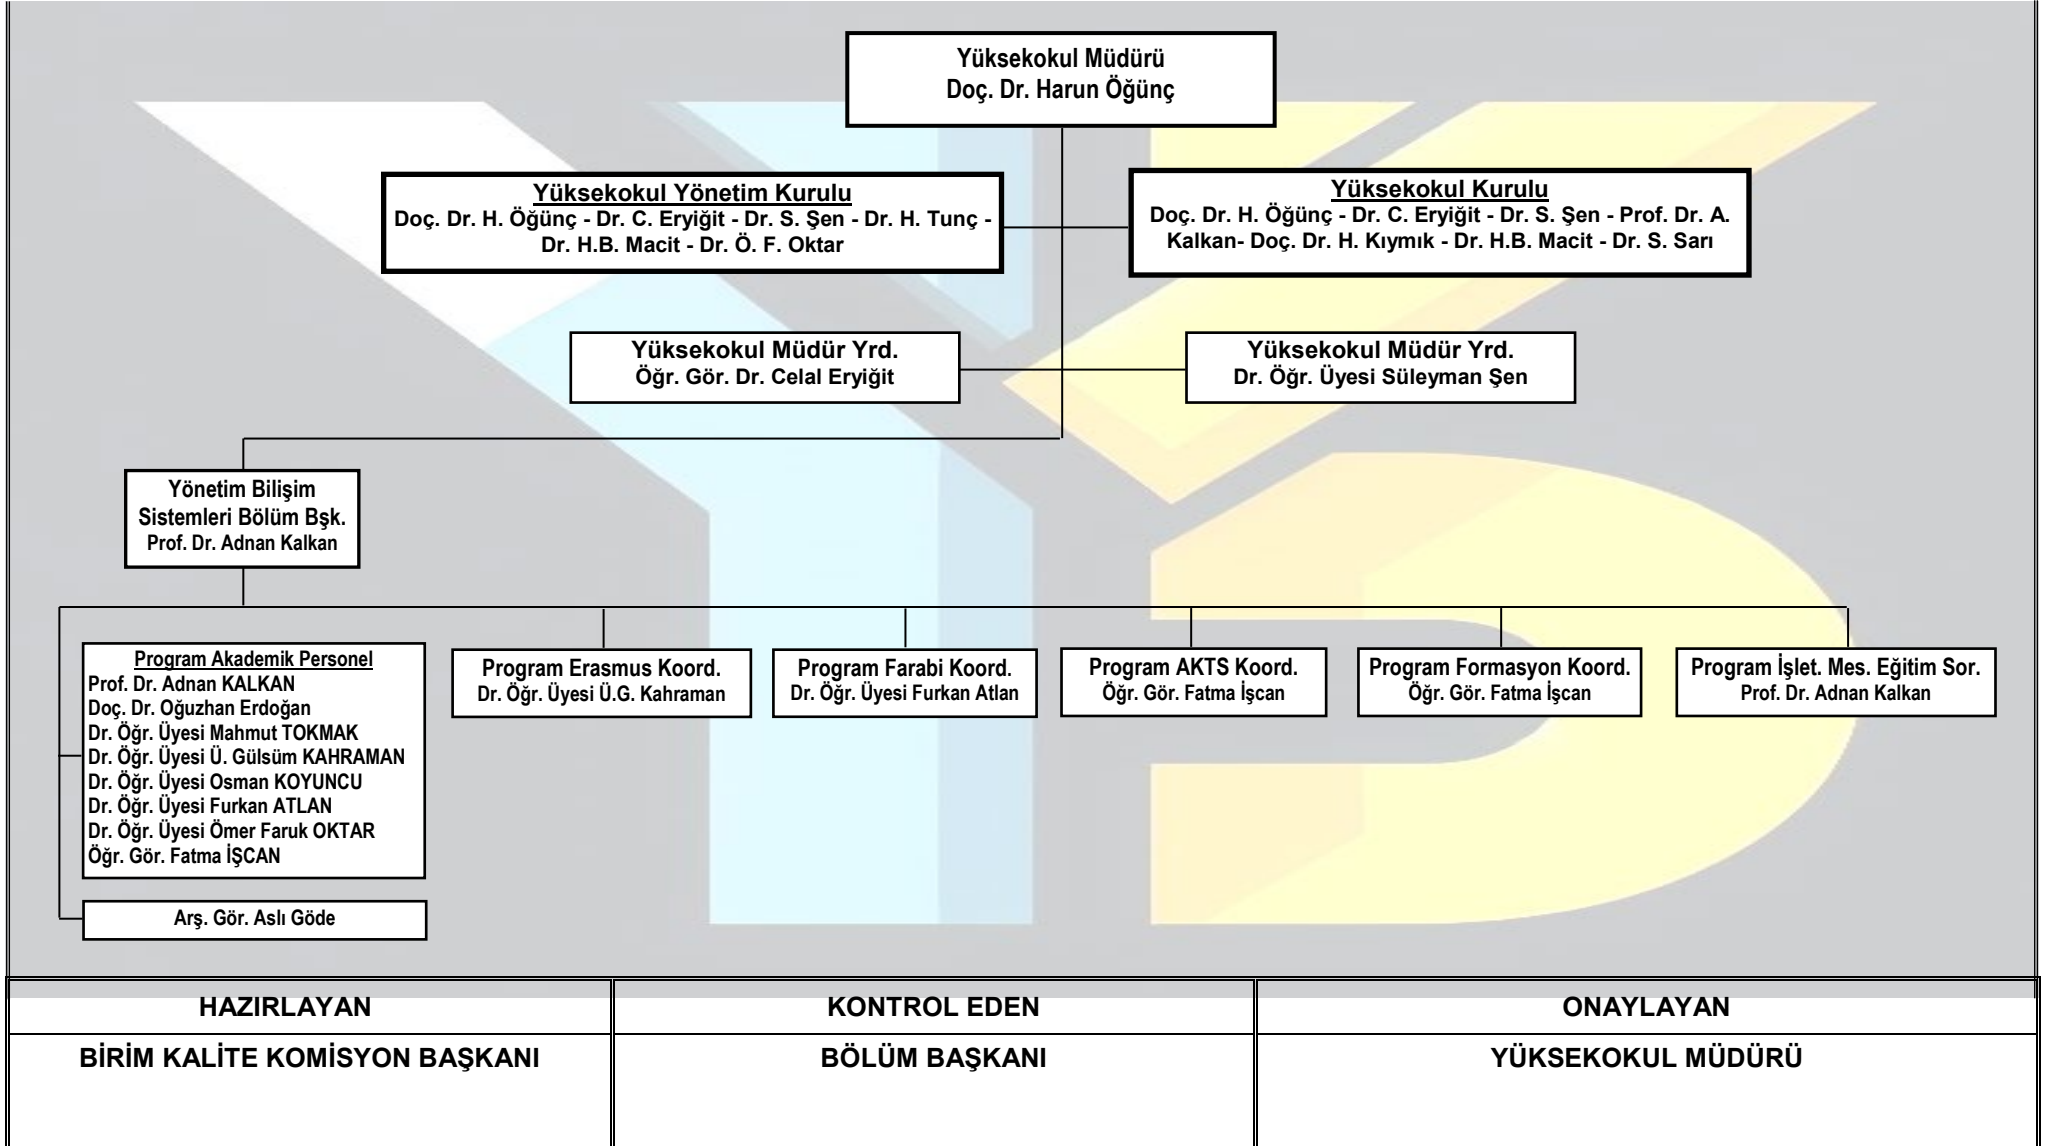 Yüksekokul Müdürü
Doç. Dr. Harun Öğünç
Yüksekokul Yönetim Kurulu
Doç. Dr. H. Öğünç - Dr. C. Eryiğit - Dr. S. Şen - Dr. H. Tunç -
Dr. H.B. Macit - Dr. Ö. F. Oktar
Yüksekokul Kurulu
Doç. Dr. H. Öğünç - Dr. C. Eryiğit - Dr. S. Şen - Prof. Dr. A.
Kalkan- Doç. Dr. H. Kıymık - Dr. H.B. Macit - Dr. S. Sarı
Yüksekokul Müdür Yrd.
Öğr. Gör. Dr. Celal Eryiğit
Yüksekokul Müdür Yrd.
Dr. Öğr. Üyesi Süleyman Şen
Yönetim Bilişim
Sistemleri Bölüm Bşk.
Prof. Dr. Adnan Kalkan
Program Akademik Personel
Prof. Dr. Adnan KALKAN
Doç. Dr. Oğuzhan Erdoğan
Dr. Öğr. Üyesi Mahmut TOKMAK
Dr. Öğr. Üyesi Ü. Gülsüm KAHRAMAN
Dr. Öğr. Üyesi Osman KOYUNCU
Dr. Öğr. Üyesi Furkan ATLAN
Dr. Öğr. Üyesi Ömer Faruk OKTAR
Öğr. Gör. Fatma İŞCAN
Arş. Gör. Aslı Göde
Program Erasmus Koord.
Dr. Öğr. Üyesi Ü.G. Kahraman
Program Farabi Koord.
Dr. Öğr. Üyesi Furkan Atlan
Program AKTS Koord.
Öğr. Gör. Fatma İşcan
Program Formasyon Koord.
Öğr. Gör. Fatma İşcan
Program İşlet. Mes. Eğitim Sor.
Prof. Dr. Adnan Kalkan
HAZIRLAYAN
KONTROL EDEN
ONAYLAYAN
BİRİM KALİTE KOMİSYON BAŞKANI
BÖLÜM BAŞKANI
YÜKSEKOKUL MÜDÜRÜ